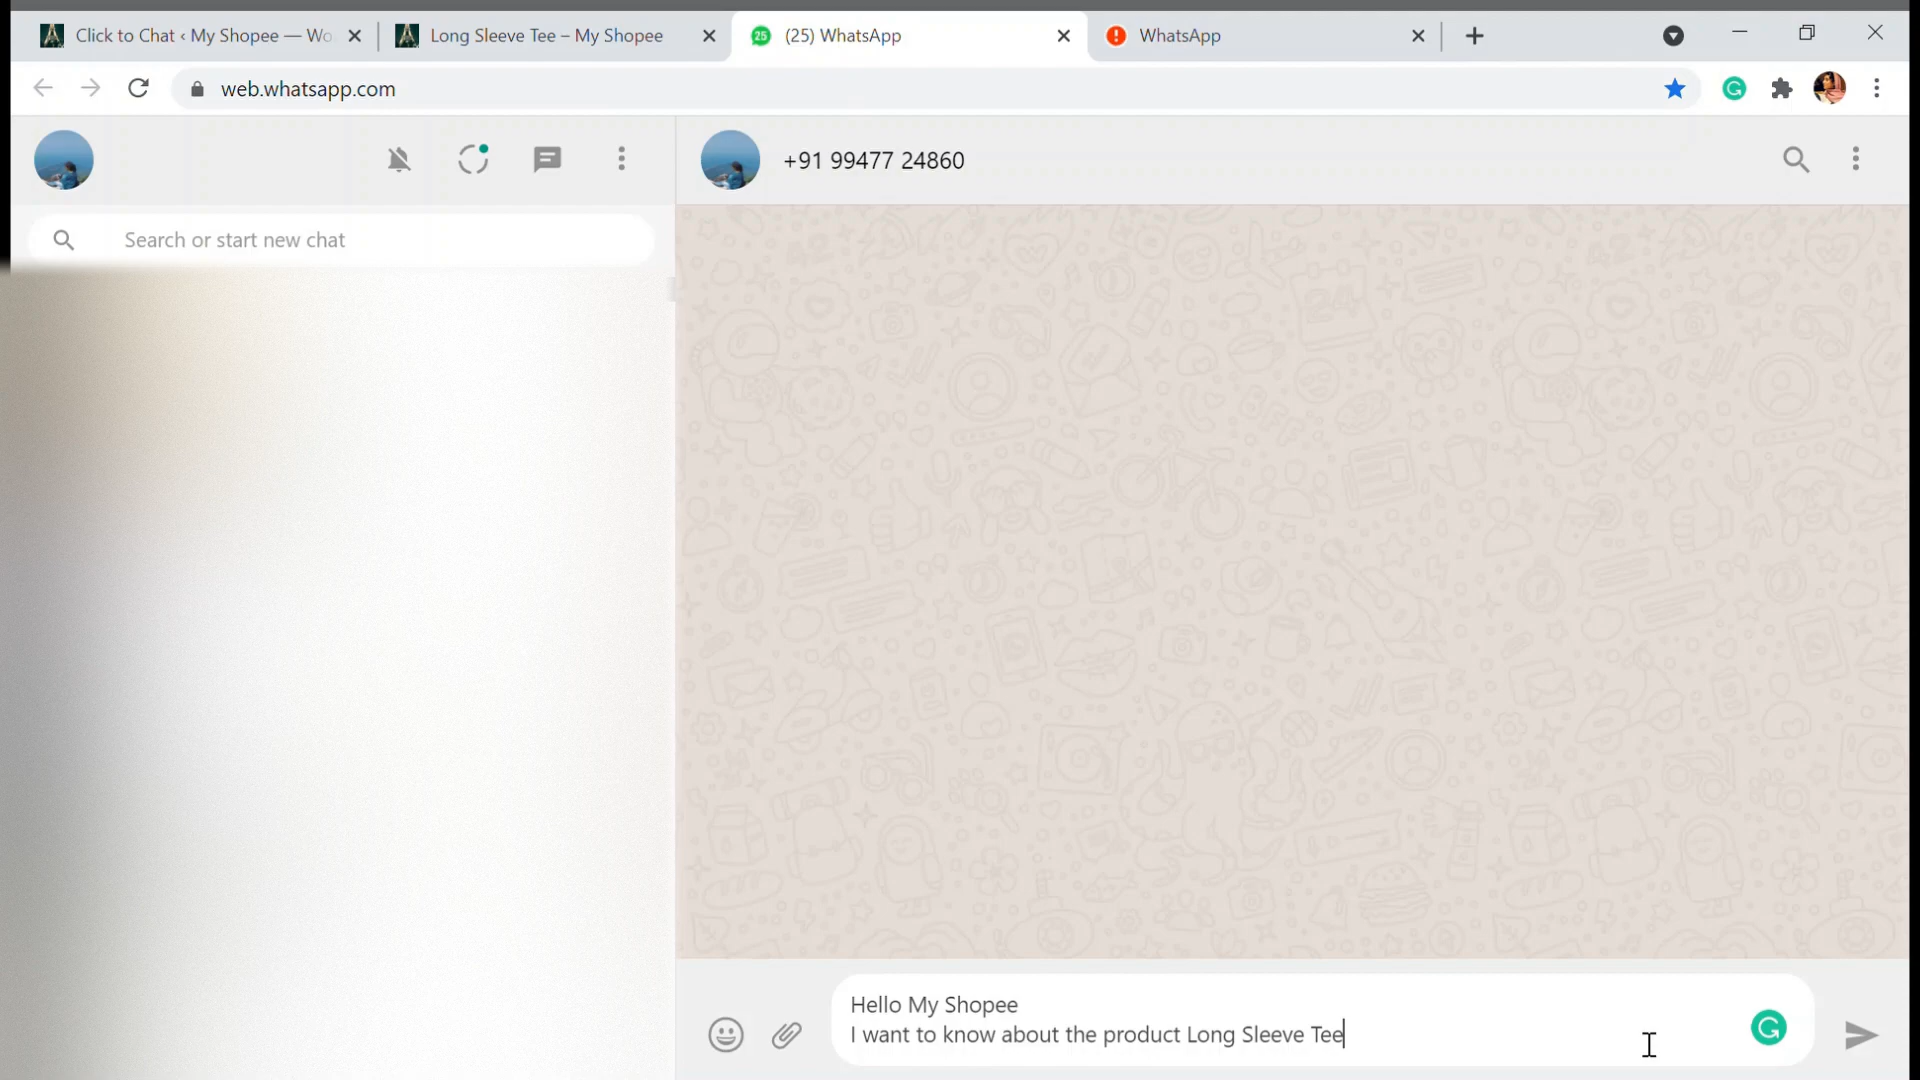 Click to Chat ‹ My Shopee — Wo
Long Sleeve Tee – My Shopee
25
(25) WhatsApp
WhatsApp
web.whatsapp.com
+91 99477 24860
Search or start new chat
Hello My Shopee
I want to know about the product Long Sleeve Tee